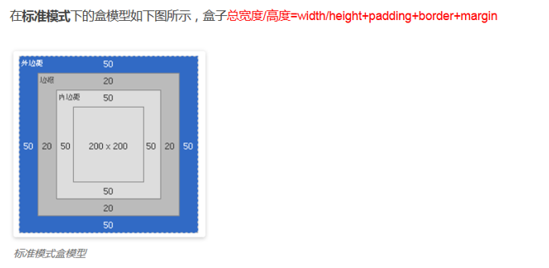 在标准模式下的盒模型如下图所示，盒子总宽度/高度=width/height+padding+border+margin
外边距 50
边框 20
内边距 50
50 20 50 200 x 200 50 20 50
50
20
50
标准模式盒模型